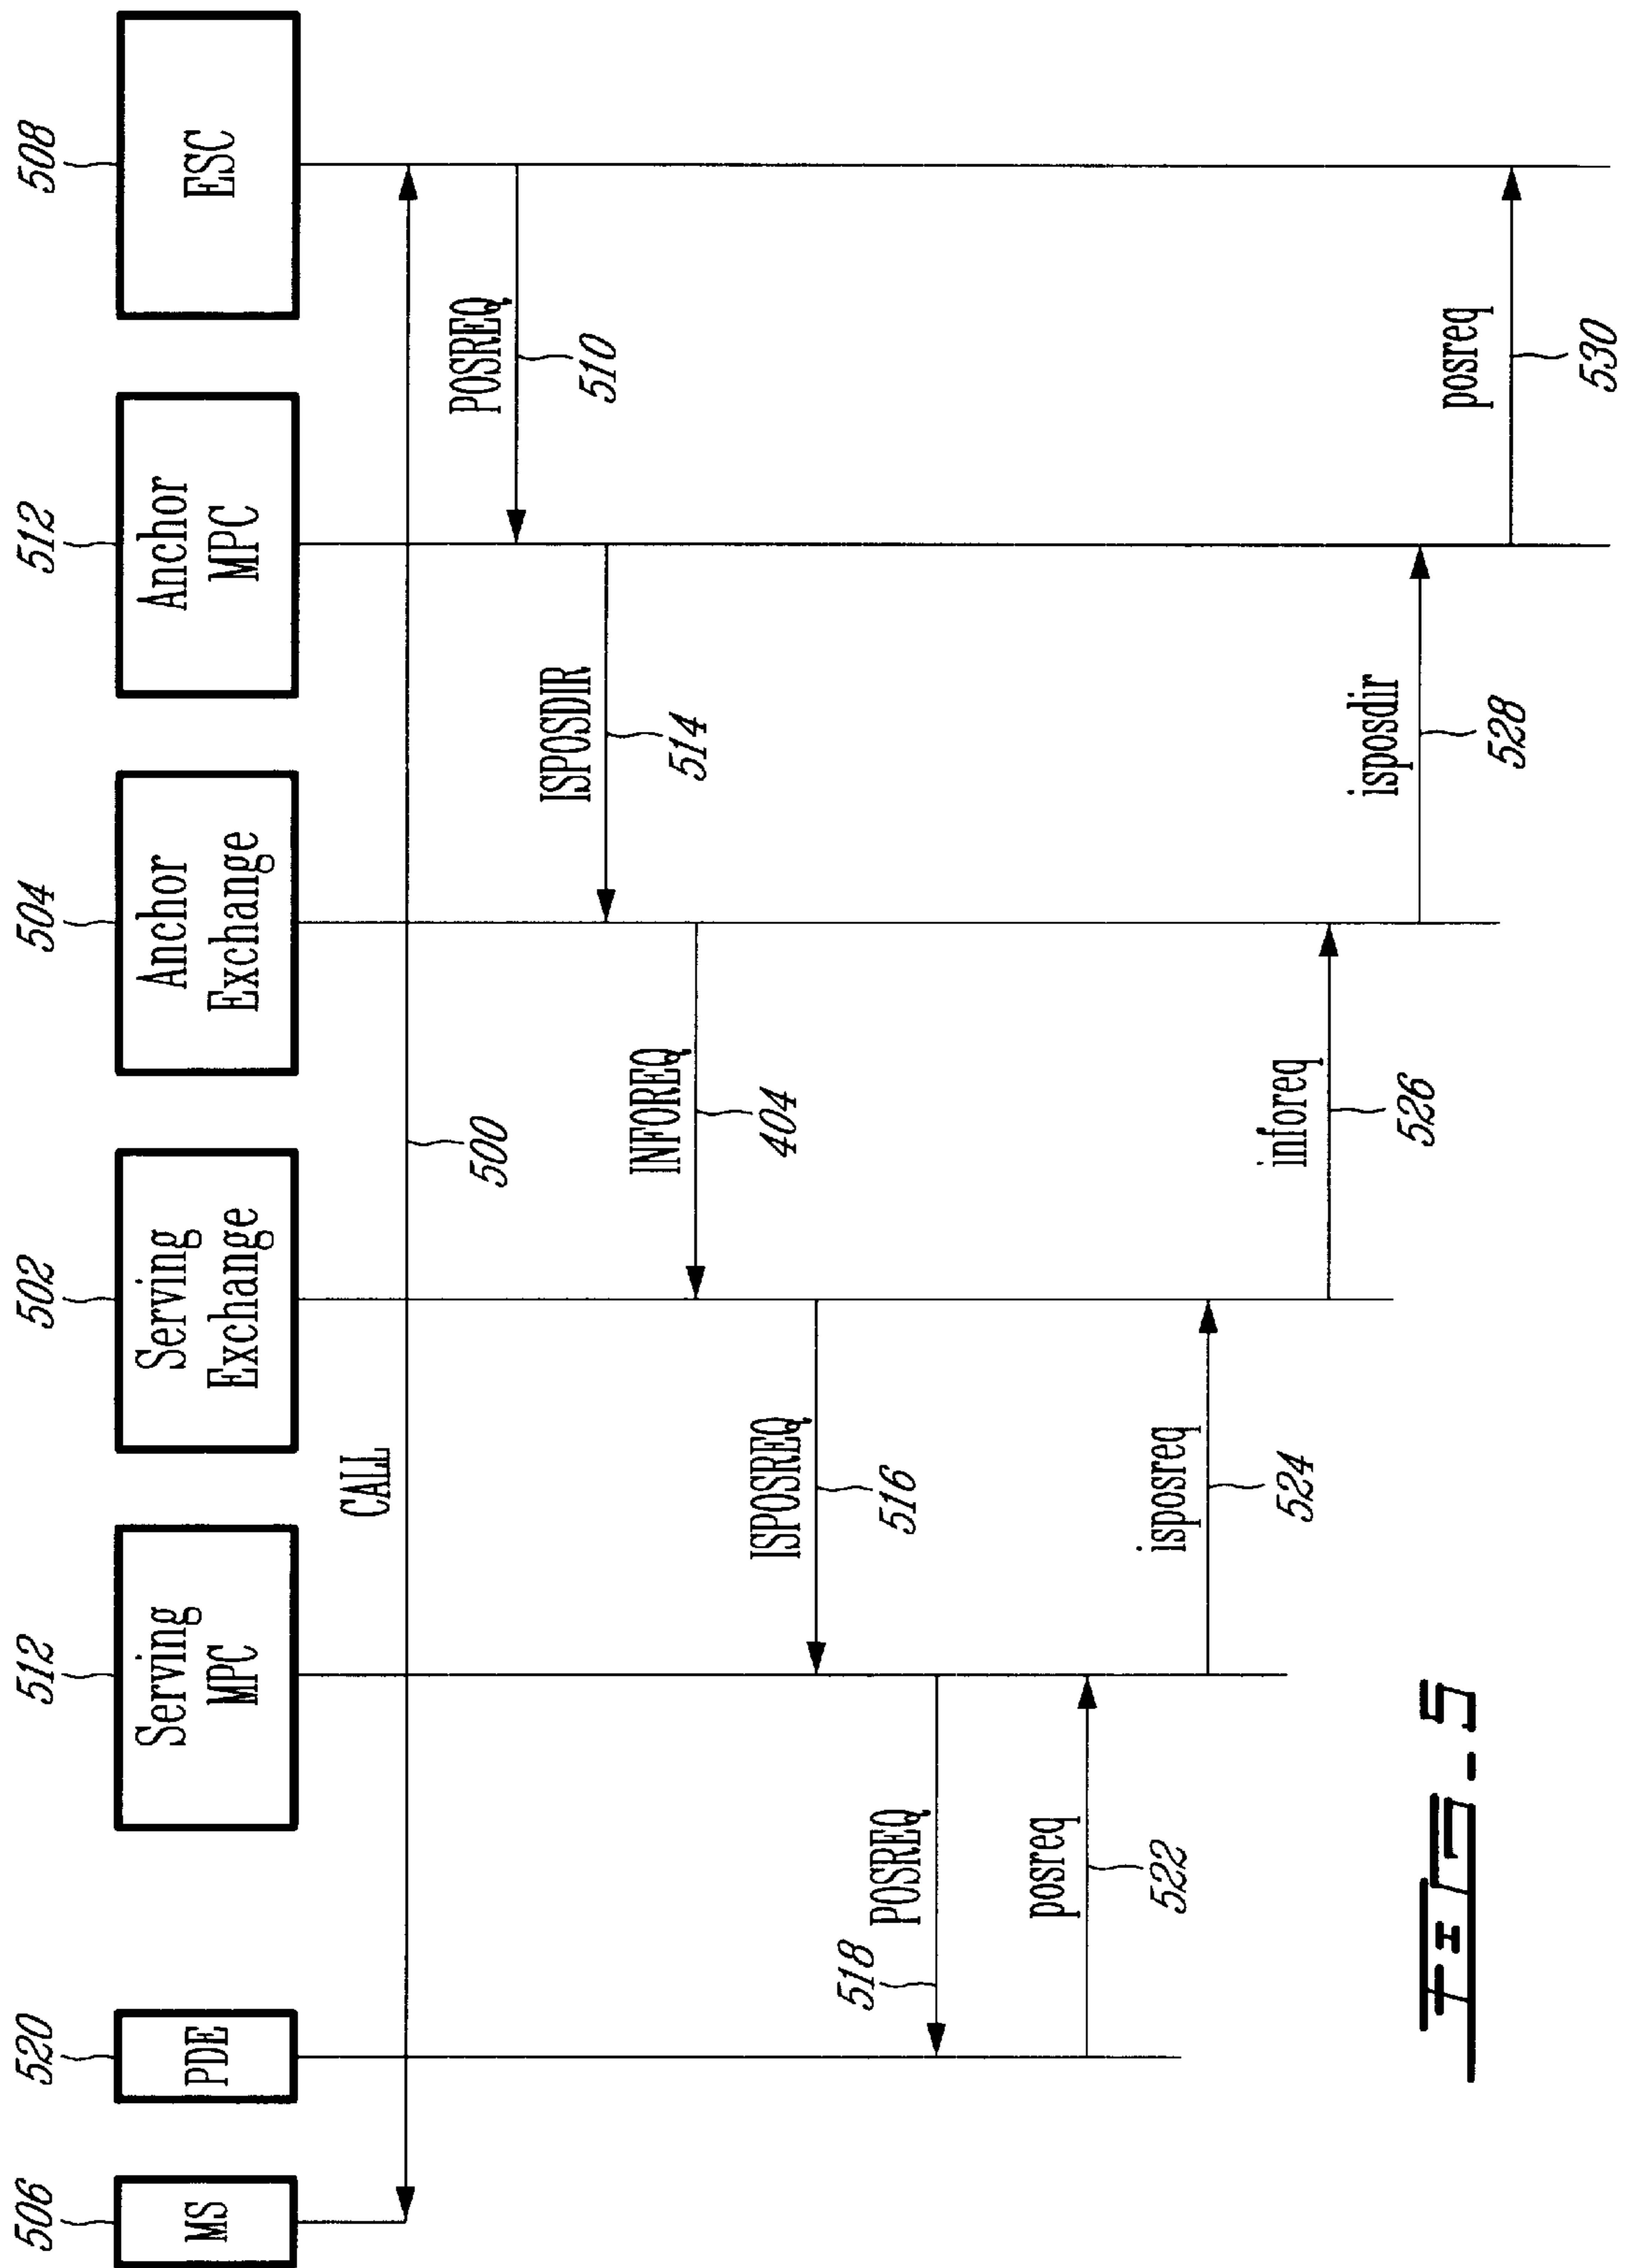 506
520
512
502
504
512
508
MS
PDE
Serving
MPC
Serving
Exchange
Anchor
Exchange
Anchor
MPC
ESC
CALL
500
POSREQ
510
ISPOSDIR
514
INFOREQ
404
ISPOSREQ
516
518
POSREQ
posreq
522
isposreq
524
inforeq
526
isposdir
528
posreq
530
FIG-5